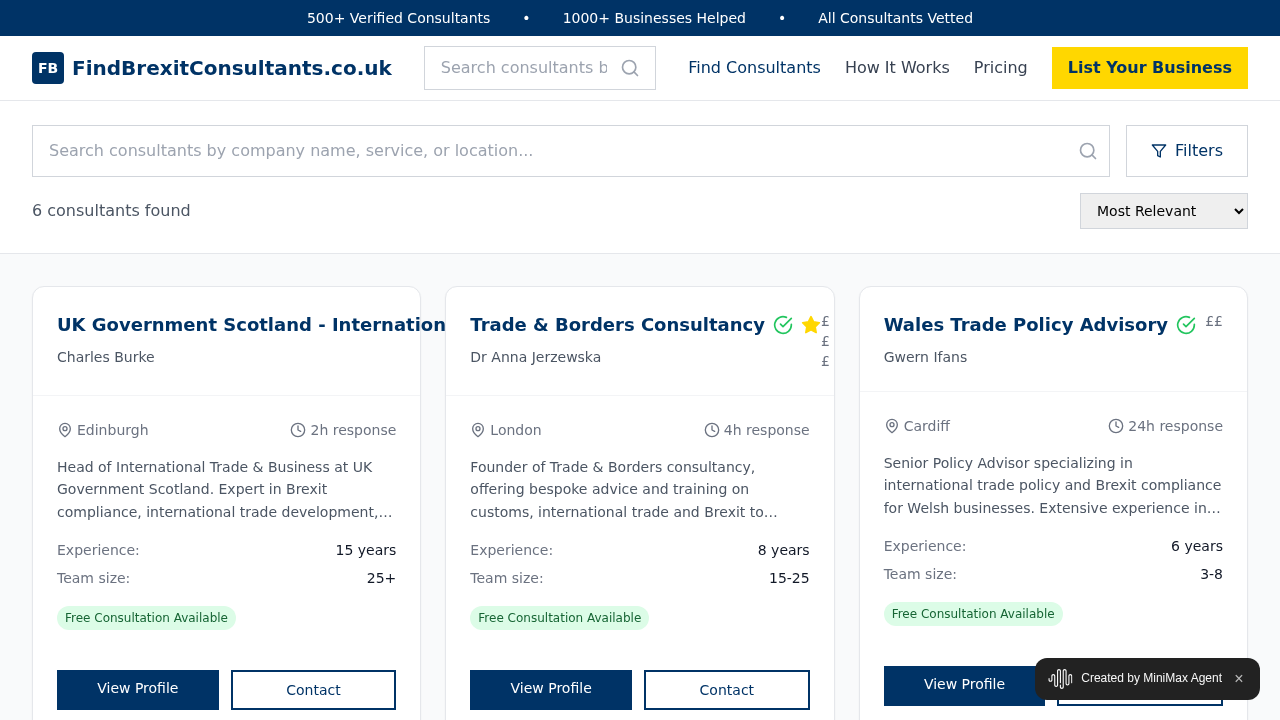 500+ Verified Consultants • 1000+ Businesses Helped • All Consultants Vetted
FB FindBrexitConsultants.co.uk
Search consultants b
Find Consultants
How It Works
Pricing
List Your Business
Search consultants by company name, service, or location...
Filters
6 consultants found
Most Relevant
UK Government Scotland - Internation
Charles Burke
Edinburgh
2h response
Head of International Trade & Business at UK
Government Scotland. Expert in Brexit
compliance, international trade development,...
Experience: 15 years
Team size: 25+
Free Consultation Available
View Profile
Contact
Trade & Borders Consultancy
£
£
£
Dr Anna Jerzewska
London
4h response
Founder of Trade & Borders consultancy,
offering bespoke advice and training on
customs, international trade and Brexit to...
Experience: 8 years
Team size: 15-25
Free Consultation Available
View Profile
Contact
Wales Trade Policy Advisory
££
Gwern Ifans
Cardiff
24h response
Senior Policy Advisor specializing in
international trade policy and Brexit compliance
for Welsh businesses. Extensive experience in...
Experience: 6 years
Team size: 3-8
Free Consultation Available
View Profile
Created by MiniMax Agent ×